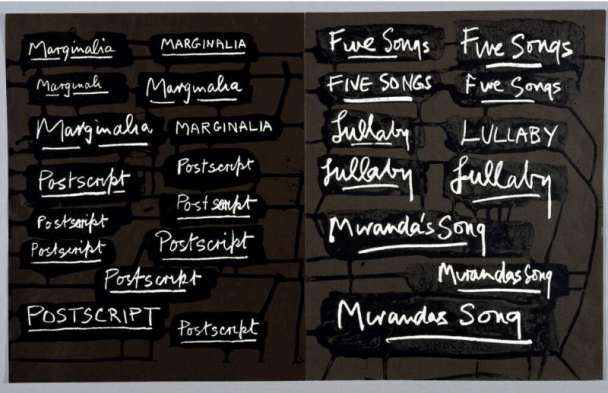 Marginalia
MARGINALIA
Marginali
Marginalia
Marginalia
MARGINALIA
Postscript
Postscript
Postscript
Postscript
Postscript
Postscript
Postscript
POSTSCRIPT
Postscript
Five Songs
Five Songs
FIVE SONGS
Five Songs
Lullaby
LULLABY
Lullaby
Lullaby
Miranda's Song
Mirandas Song
Mirandas Song